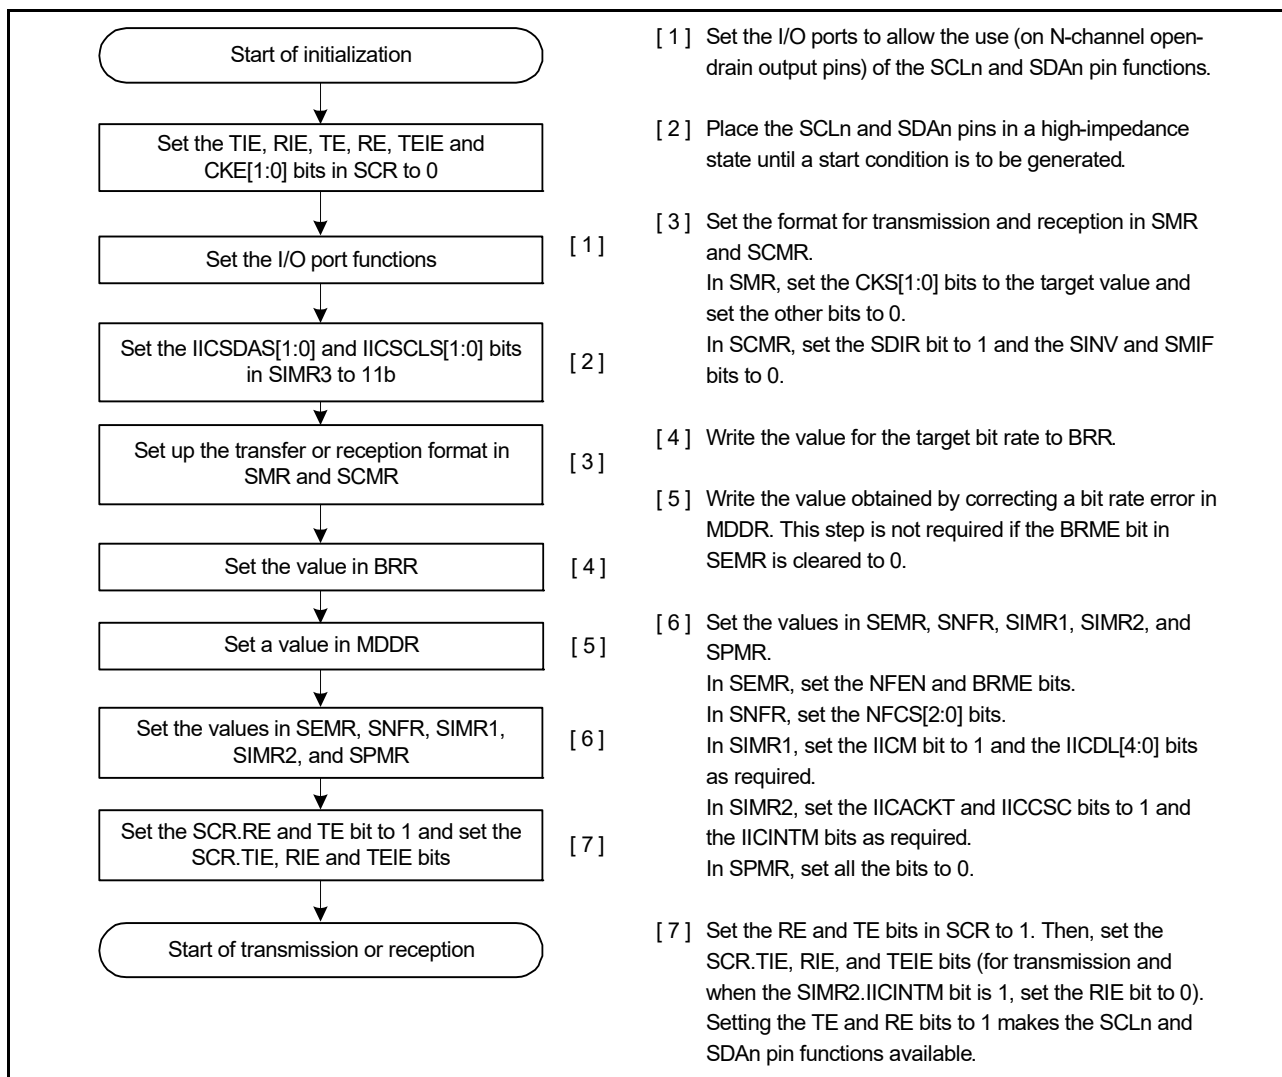 Start of initialization
Set the TIE, RIE, TE, RE, TEIE and
CKE[1:0] bits in SCR to 0
Set the I/O port functions
[ 1 ]
Set the IICSDAS[1:0] and IICSCLS[1:0] bits
in SIMR3 to 11b
[ 2 ]
Set up the transfer or reception format in
SMR and SCMR
[ 3 ]
Set the value in BRR
[ 4 ]
Set a value in MDDR
[ 5 ]
Set the values in SEMR, SNFR, SIMR1,
SIMR2, and SPMR
[ 6 ]
Set the SCR.RE and TE bit to 1 and set the
SCR.TIE, RIE and TEIE bits
[ 7 ]
Start of transmission or reception
[ 1 ] Set the I/O ports to allow the use (on N-channel open-
drain output pins) of the SCLn and SDAn pin functions.
[ 2 ] Place the SCLn and SDAn pins in a high-impedance
state until a start condition is to be generated.
[ 3 ] Set the format for transmission and reception in SMR
and SCMR.
In SMR, set the CKS[1:0] bits to the target value and
set the other bits to 0.
In SCMR, set the SDIR bit to 1 and the SINV and SMIF
bits to 0.
[ 4 ] Write the value for the target bit rate to BRR.
[ 5 ] Write the value obtained by correcting a bit rate error in
MDDR. This step is not required if the BRME bit in
SEMR is cleared to 0.
[ 6 ] Set the values in SEMR, SNFR, SIMR1, SIMR2, and
SPMR.
In SEMR, set the NFEN and BRME bits.
In SNFR, set the NFCS[2:0] bits.
In SIMR1, set the IICM bit to 1 and the IICDL[4:0] bits
as required.
In SIMR2, set the IICACKT and IICCSC bits to 1 and
the IICINTM bits as required.
In SPMR, set all the bits to 0.
[ 7 ] Set the RE and TE bits in SCR to 1. Then, set the
SCR.TIE, RIE, and TEIE bits (for transmission and
when the SIMR2.IICINTM bit is 1, set the RIE bit to 0).
Setting the TE and RE bits to 1 makes the SCLn and
SDAn pin functions available.